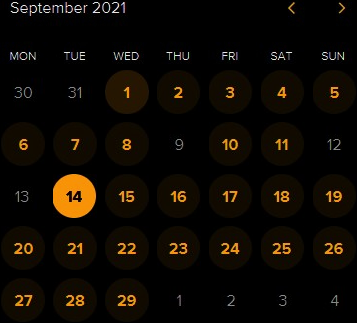 September 2021
MON TUE WED THU FRI SAT SUN
30 31 1 2 3 4 5
6 7 8 9 10 11 12
13 14 15 16 17 18 19
20 21 22 23 24 25 26
27 28 29 1 2 3 4